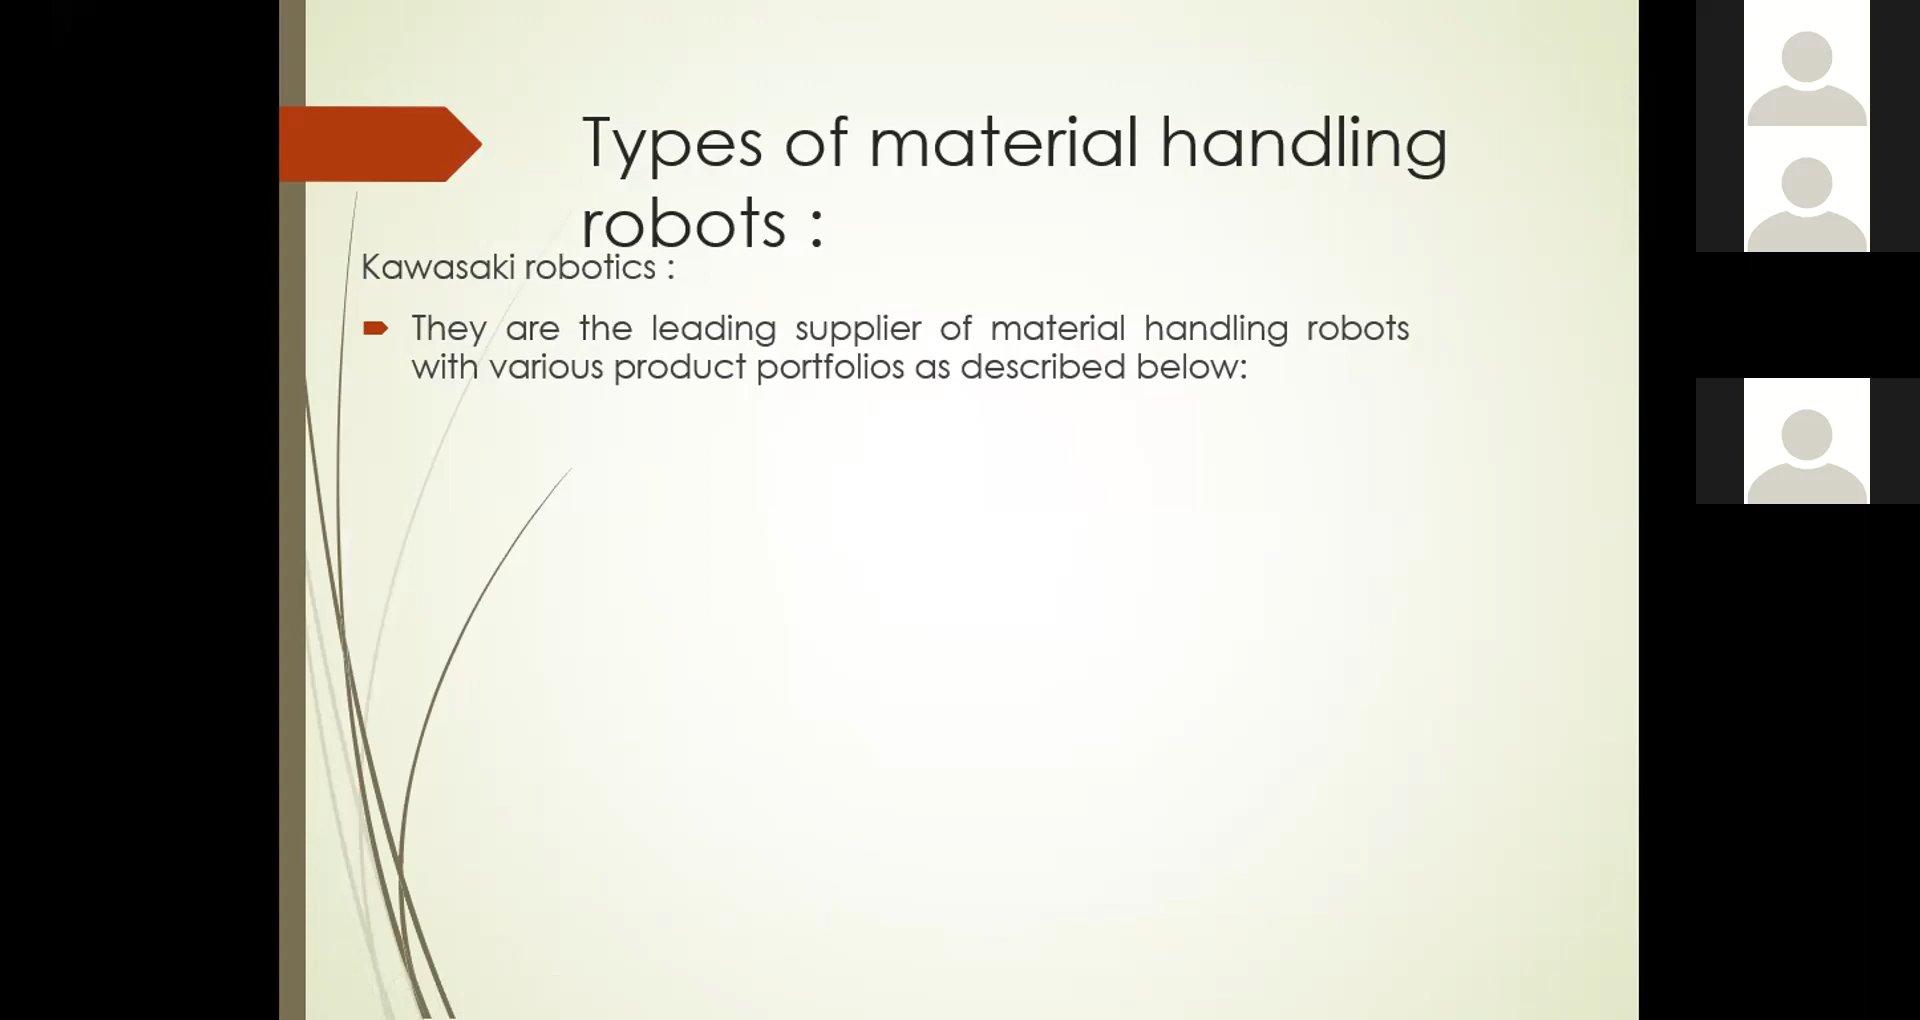 Types of material handling
robots :
Kawasaki robotics :
They are the leading supplier of material handling robots
with various product portfolios as described below: